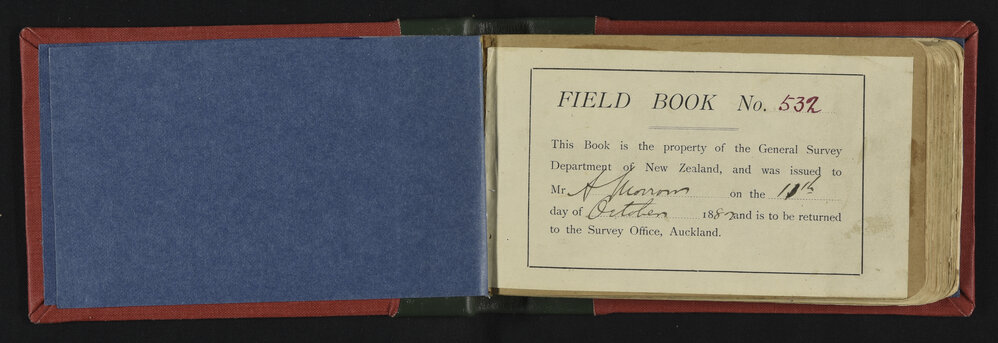 FIELD BOOK No. 532
This Book is the property of the General Survey
Department of New Zealand, and was issued to
Mr A Morrow on the
day of October 188 and is to be returned
to the Survey Office, Auckland.